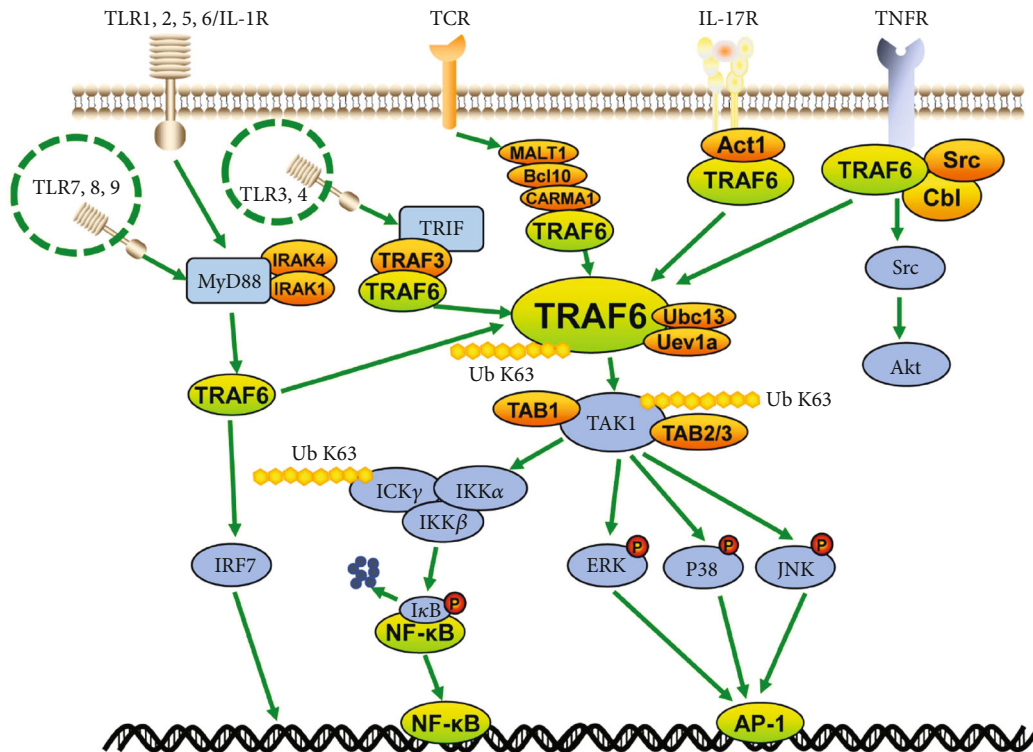 TLR1, 2, 5, 6/IL-1R
TCR
IL-17R
TNFR
TLR7, 8, 9
TLR3, 4
MALT1
Bcl10
CARMA1
TRAF6
Act1
TRAF6
TRAF6
Src
Cbl
TRIF
TRAF3
TRAF6
MyD88
IRAK4
IRAK1
Src
Akt
TRAF6
Ubc13
Uev1a
Ub K63
TRAF6
TAB1
TAK1
TAB2/3
Ub K63
Ub K63
ICKγ
IKKα
IKKβ
IRF7
ERK
P
P38
P
JNK
P
IκB
P
NF-κB
NF-κB
AP-1